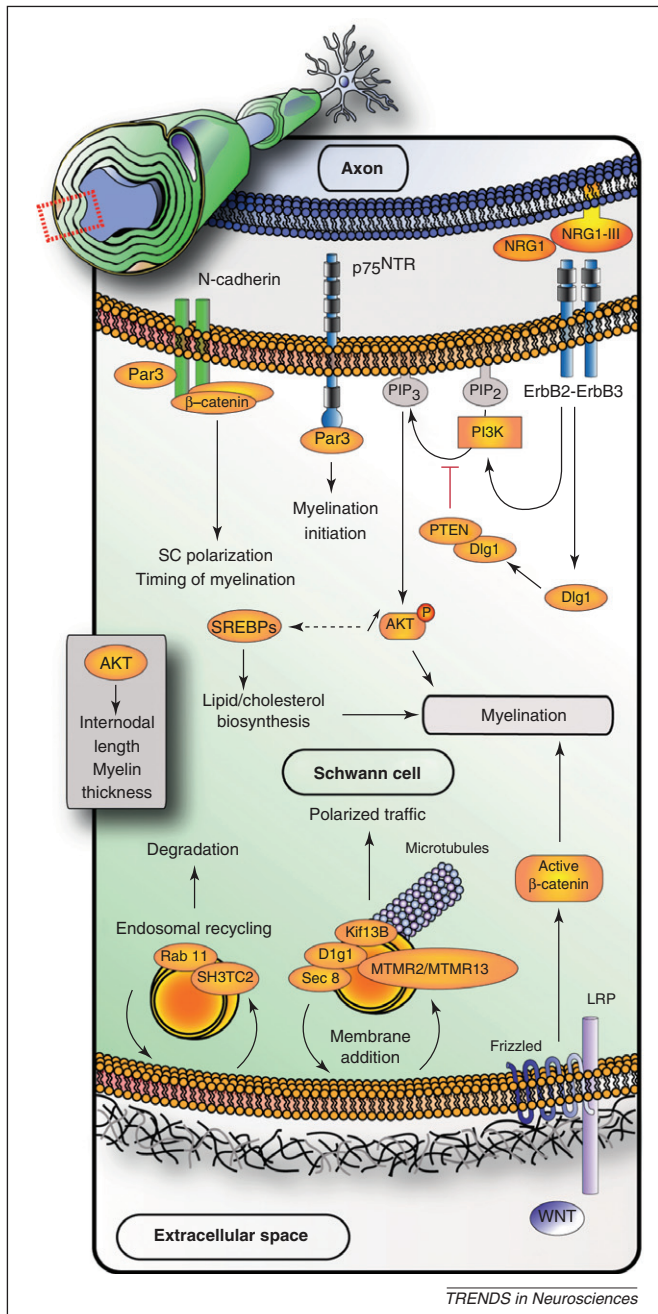 Axon
NRG1-III
NRG1
p75NTR
N-cadherin
Par3
β–catenin
PIP3
PIP2
ErbB2-ErbB3
PI3K
Par3
Myelination
initiation
PTEN
Dlg1
Dlg1
SC polarization
Timing of myelination
SREBPs
AKT
P
AKT
Internodal
length
Myelin
thickness
Lipid/cholesterol
biosynthesis
Myelination
Schwann cell
Polarized traffic
Degradation
Microtubules
Active
β-catenin
Endosomal recycling
Kif13B
Rab 11
D1g1
SH3TC2
Sec 8
MTMR2/MTMR13
LRP
Membrane
addition
Frizzled
WNT
Extracellular space
TRENDS in Neurosciences